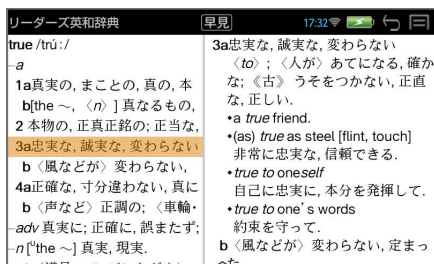 リーダーズ英和辞典
早見
17:32
true /trúː/
–a
1a真実の, まことの, 真の, 本
b[the ～, 〈n〉] 真なるもの,
2 本物の, 正真正銘の; 正当な,
3a忠実な, 誠実な, 変わらない
b〈風などが〉変わらない,
4a正確な, 寸分違わない, 真に
b〈声など〉正調の; 〈車輪・
–adv 真実に; 正確に, 誤またず;
–n [ᵘthe ～] 真実, 現実.
3a忠実な, 誠実な, 変わらない
〈to〉; 〈人が〉あてになる, 確か
な; 《古》 うそをつかない, 正直
な, 正しい.
•a true friend.
•(as) true as steel [flint, touch]
非常に忠実な, 信頼できる.
•true to oneself
自己に忠実に, 本分を発揮して.
•true to one's words
約束を守って.
b〈風などが〉変わらない, 定まっ